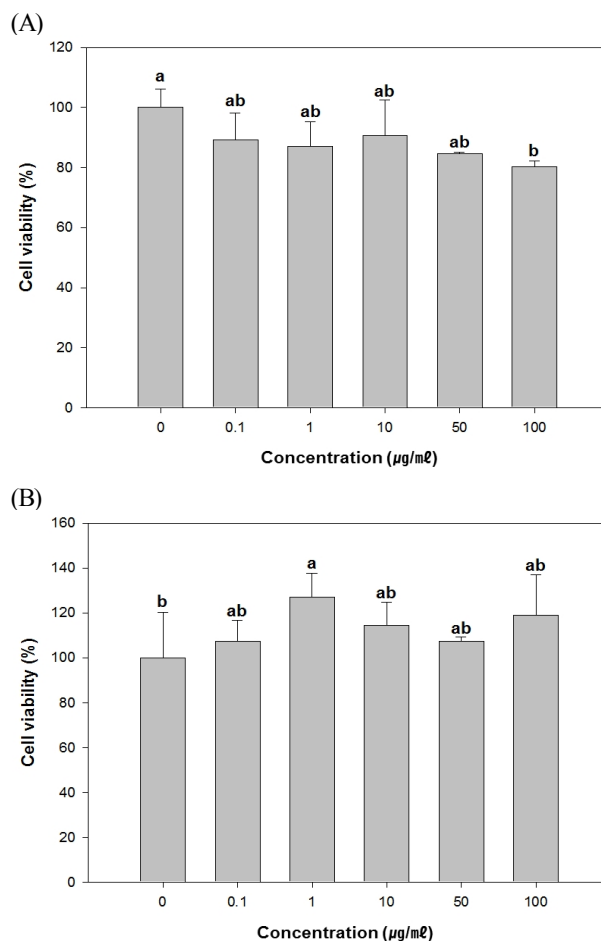 (A)
120
100
80
60
40
20
0
Cell viability (%)
a
ab
ab
ab
ab
b
0 0.1 1 10 50 100
Concentration (㎍/㎖)
(B)
160
140
120
100
80
60
40
20
0
Cell viability (%)
b
ab
a
ab
ab
ab
0 0.1 1 10 50 100
Concentration (㎍/㎖)